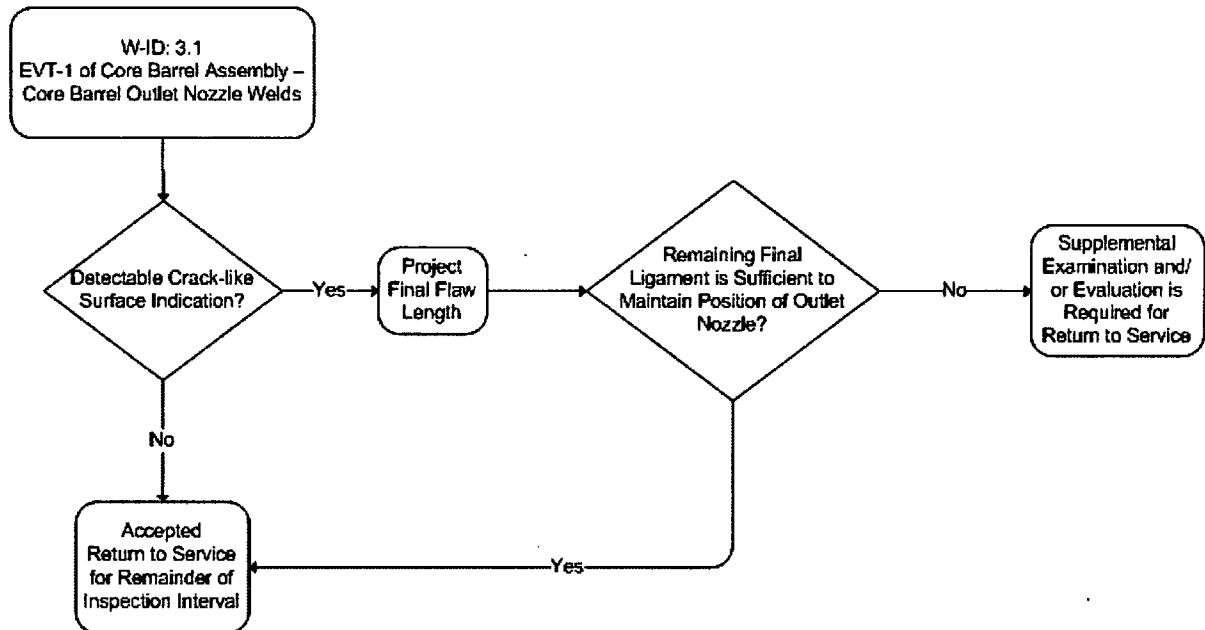 W-ID: 3.1
EVT-1 of Core Barrel Assembly –
Core Barrel Outlet Nozzle Welds
Detectable Crack-like
Surface Indication?
Yes
Project
Final Flaw
Length
Remaining Final
Ligament is Sufficient to
Maintain Position of Outlet
Nozzle?
No
Supplemental
Examination and/
or Evaluation is
Required for
Return to Service
No
Accepted
Return to Service
for Remainder of
Inspection Interval
Yes